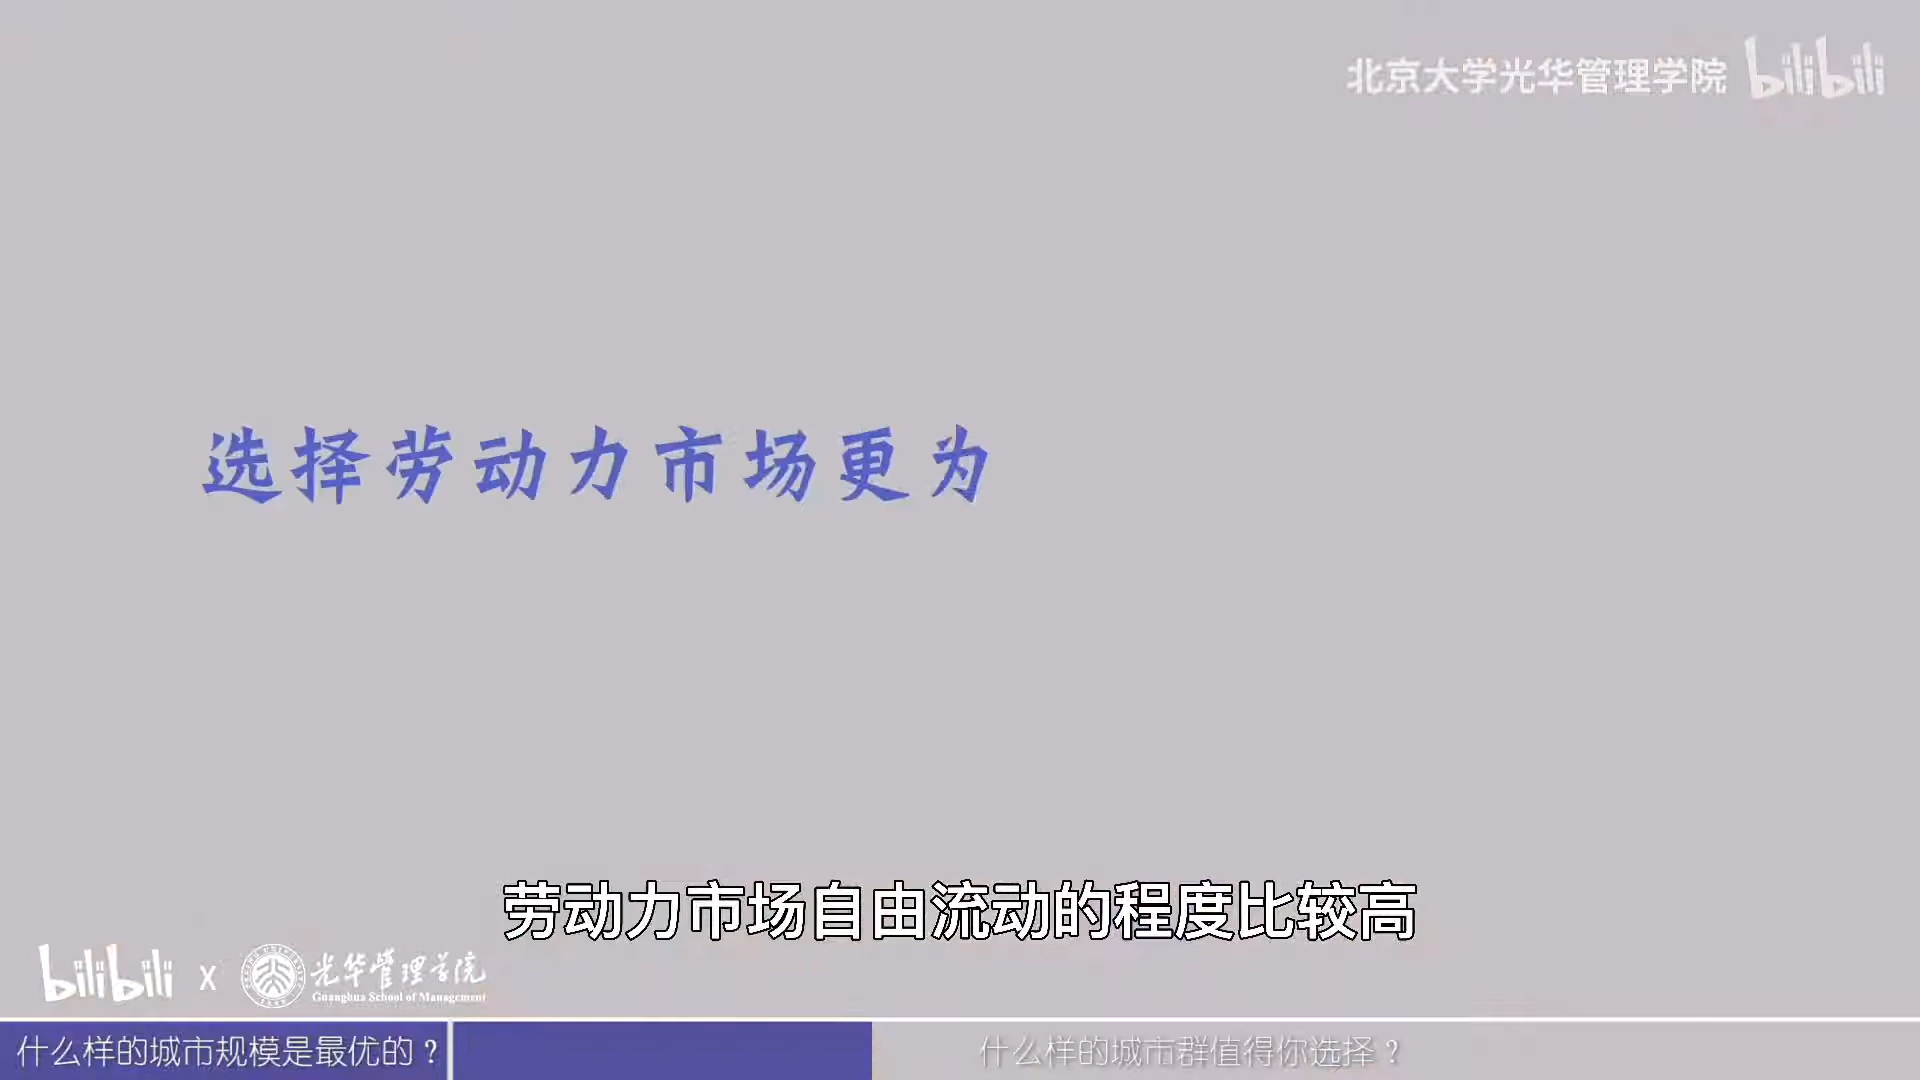 北京大学光华管理学院 bilibili
选择劳动力市场更为
劳动力市场自由流动的程度比较高
bilibili x 光华管理学院
Guanghua School of Management
什么样的城市规模是最优的？
什么样的城市群值得你选择？